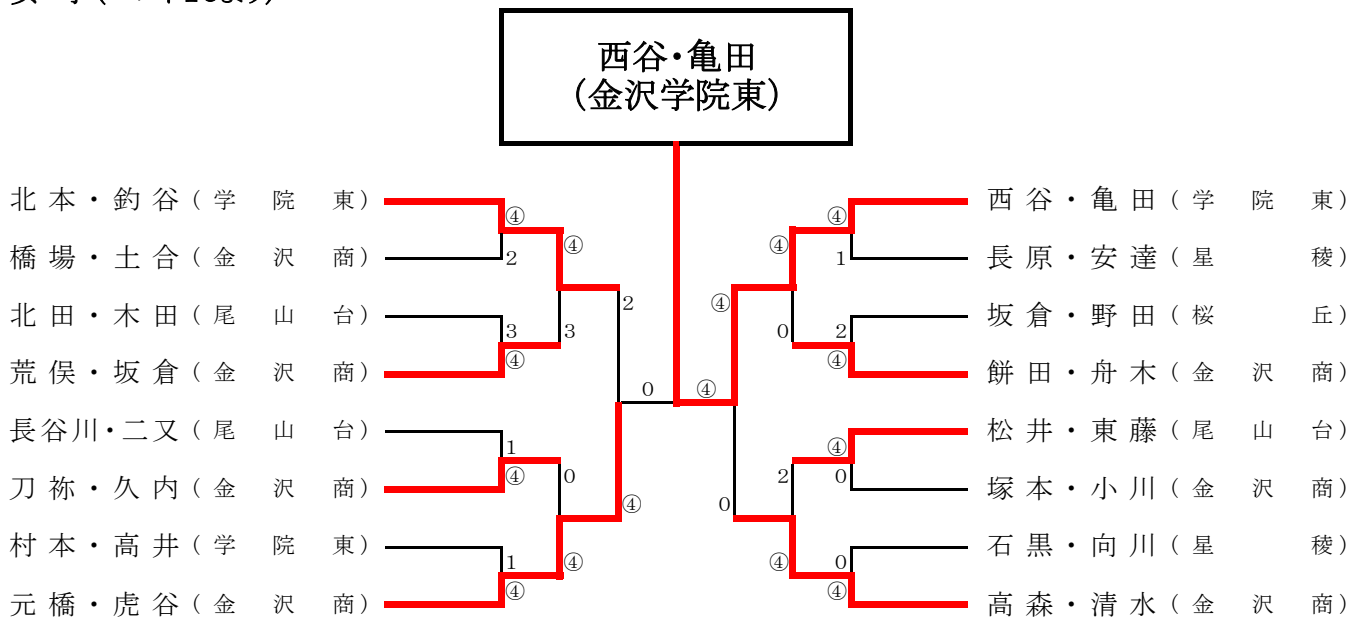 西谷・亀田
(金沢学院東)
北本・釣谷(学院東)
④
④
橋場・土合(金沢商)
2
北田・木田(尾山台)
3
3
2
荒俣・坂倉(金沢商)
④
長谷川・二又(尾山台)
1
刀祢・久内(金沢商)
④
0
④
村本・高井(学院東)
1
④
元橋・虎谷(金沢商)
④
0
④
西谷・亀田(学院東)
④
④
長原・安達(星稜)
1
④
坂倉・野田(桜丘)
2
0
餅田・舟木(金沢商)
④
松井・東藤(尾山台)
④
2
塚本・小川(金沢商)
0
0
石黒・向川(星稜)
0
④
高森・清水(金沢商)
④